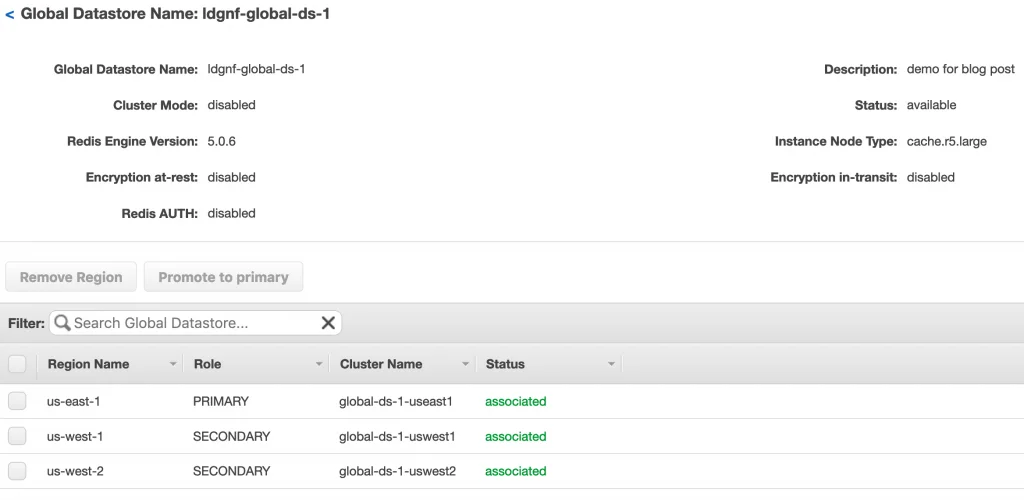 < Global Datastore Name: ldgnf-global-ds-1
Global Datastore Name: ldgnf-global-ds-1 Description: demo for blog post
Cluster Mode: disabled Status: available
Redis Engine Version: 5.0.6 Instance Node Type: cache.r5.large
Encryption at-rest: disabled Encryption in-transit: disabled
Redis AUTH: disabled
Remove Region Promote to primary
Filter: Search Global Datastore...
Region Name Role Cluster Name Status
us-east-1 PRIMARY global-ds-1-useast1 associated
us-west-1 SECONDARY global-ds-1-uswest1 associated
us-west-2 SECONDARY global-ds-1-uswest2 associated